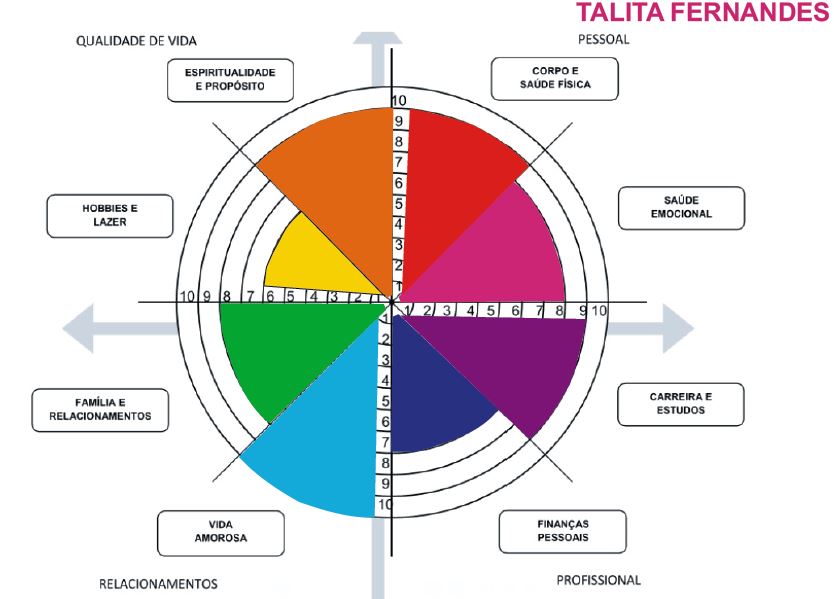 TALITA FERNANDES
QUALIDADE DE VIDA
PESSOAL
ESPIRITUALIDADE
E PROPÓSITO
CORPO E
SAÚDE FÍSICA
HOBBIES E
LAZER
SAÚDE
EMOCIONAL
10
9
8
7
6
5
4
3
2
1
10 9 8 7 6 5 4 3 2 1
1 2 3 4 5 6 7 8 9 10
1
2
3
4
5
6
7
8
9
10
FAMÍLIA E
RELACIONAMENTOS
CARREIRA E
ESTUDOS
VIDA
AMOROSA
FINANÇAS
PESSOAIS
RELACIONAMENTOS
PROFISSIONAL